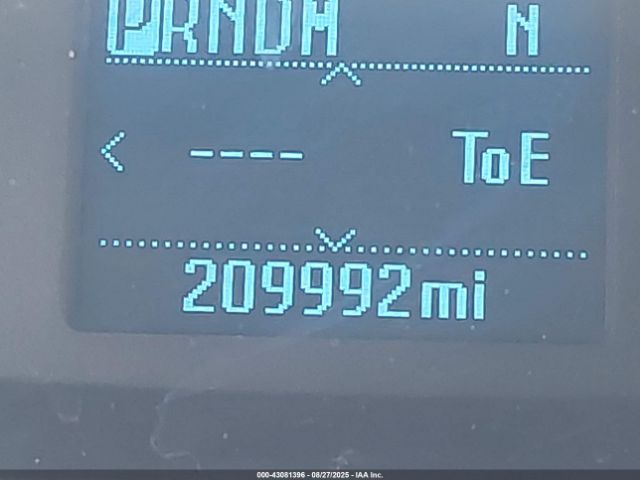 PRNDM N
< ---- ToE
209992mi
000-43081396 - 08/27/2025 - IAA Inc.